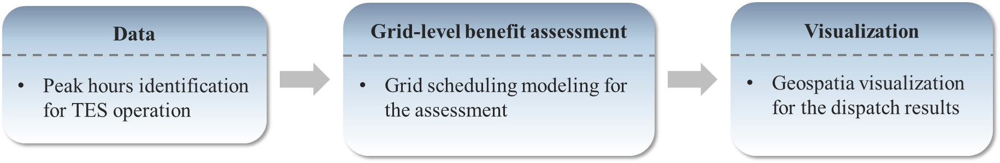 Data
• Peak hours identification
for TES operation
Grid-level benefit assessment
• Grid scheduling modeling for
the assessment
Visualization
• Geospatia visualization
for the dispatch results